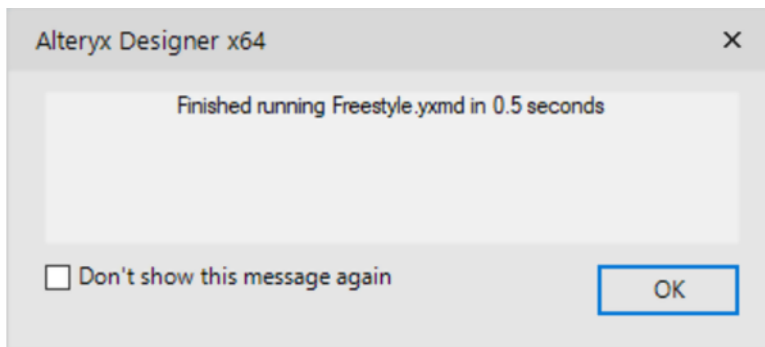 Alteryx Designer x64
Finished running Freestyle.yxmd in 0.5 seconds
Don't show this message again
OK